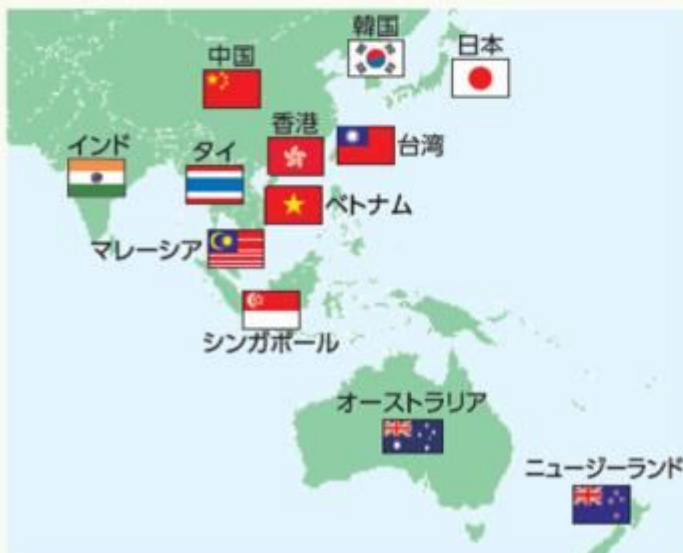 韓国
日本
中国
香港
台湾
インド
タイ
ベトナム
マレーシア
シンガポール
オーストラリア
ニュージーランド